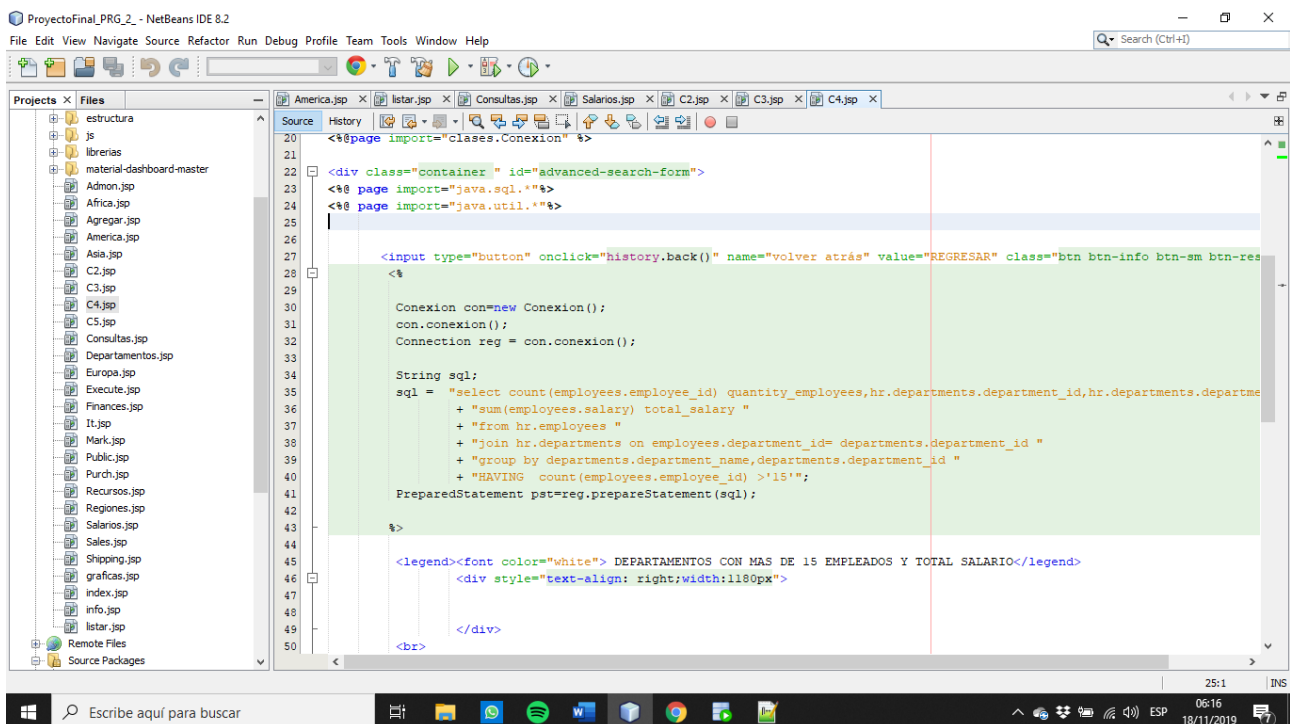 ProyectoFinal_PRG_2_ - NetBeans IDE 8.2
File Edit View Navigate Source Refactor Run Debug Profile Team Tools Window Help
Search (Ctrl+I)
Projects Files
America.jsp listar.jsp Consultas.jsp Salarios.jsp C2.jsp C3.jsp C4.jsp
Source History
estructura
js
librerias
material-dashboard-master
Admon.jsp
Africa.jsp
Agregar.jsp
America.jsp
Asia.jsp
C2.jsp
C3.jsp
C4.jsp
C5.jsp
Consultas.jsp
Departamentos.jsp
Europa.jsp
Execute.jsp
Finances.jsp
It.jsp
Mark.jsp
Public.jsp
Purch.jsp
Recursos.jsp
Regiones.jsp
Salarios.jsp
Sales.jsp
Shipping.jsp
graficas.jsp
index.jsp
info.jsp
listar.jsp
Remote Files
Source Packages
20 <%@page import="clases.Conexion" %>
21
22 <div class="container " id="advanced-search-form">
23 <%@ page import="java.sql.*"%>
24 <%@ page import="java.util.*"%>
25
26
27 <input type="button" onclick="history.back()" name="volver atrás" value="REGRESAR" class="btn btn-info btn-sm btn-res
28 <%
29
30 Conexion con=new Conexion();
31 con.conexion();
32 Connection reg = con.conexion();
33
34 String sql;
35 sql = "select count(employees.employee_id) quantity_employees,hr.departments.department_id,hr.departments.departme
36 + "sum(employees.salary) total_salary "
37 + "from hr.employees "
38 + "join hr.departments on employees.department_id= departments.department_id "
39 + "group by departments.department_name,departments.department_id "
40 + "HAVING  count(employees.employee_id) >'15'";
41 PreparedStatement pst=reg.prepareStatement(sql);
42
43 %>
44
45 <legend><font color="white"> DEPARTAMENTOS CON MAS DE 15 EMPLEADOS Y TOTAL SALARIO</legend>
46 <div style="text-align: right;width:1180px">
47
48
49 </div>
50 <br>
25:1 INS
Escribe aquí para buscar
ESP
06:16
18/11/2019